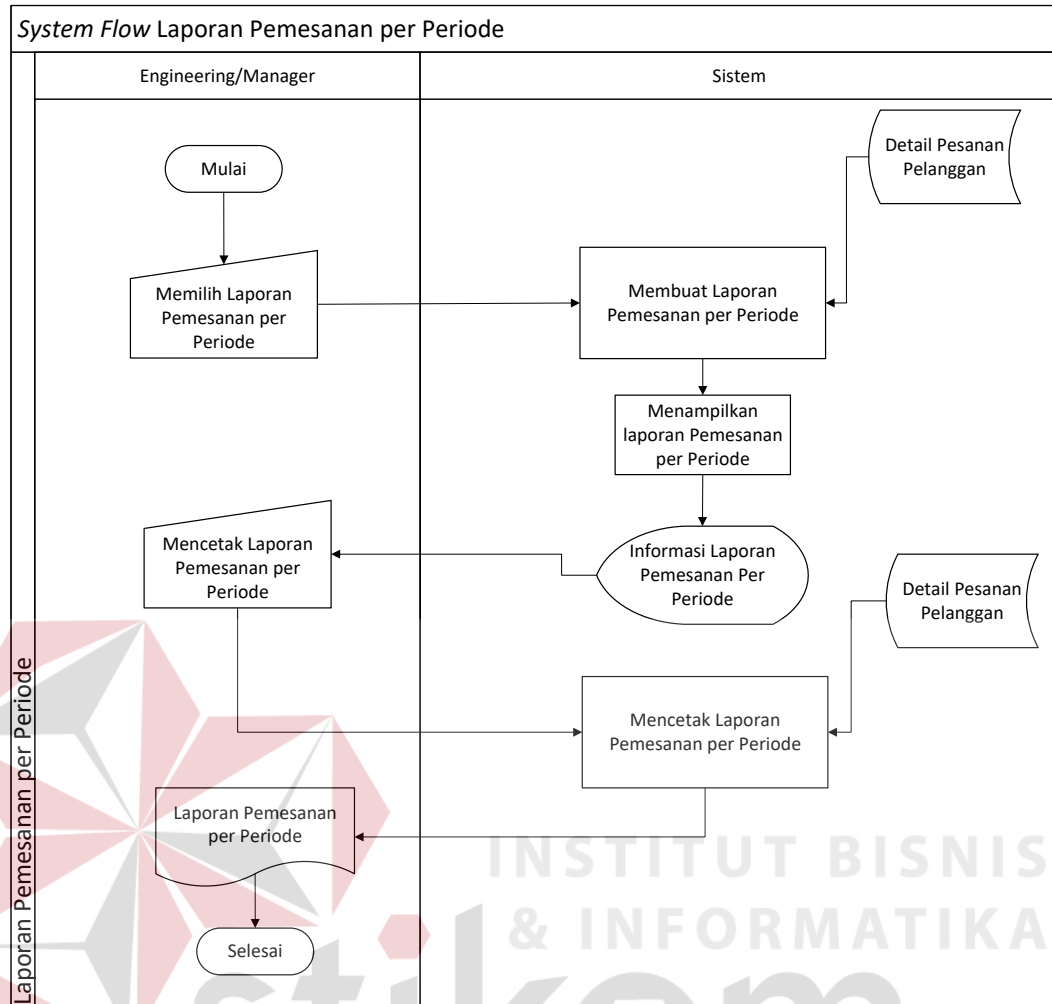 System Flow Laporan Pemesanan per Periode
Engineering/Manager
Sistem
Laporan Pemesanan per Periode
Mulai
Detail Pesanan
Pelanggan
Memilih Laporan
Pemesanan per
Periode
Membuat Laporan
Pemesanan per Periode
Menampilkan
laporan Pemesanan
per Periode
Informasi Laporan
Pemesanan Per
Periode
Mencetak Laporan
Pemesanan per
Periode
Detail Pesanan
Pelanggan
Mencetak Laporan
Pemesanan per Periode
Laporan Pemesanan
per Periode
Selesai
INSTITUT BISNIS
& INFORMATIKA
stikom